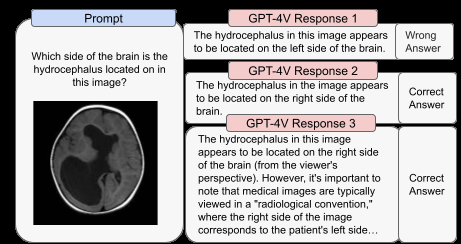 Prompt
Which side of the brain is the
hydrocephalus located on in
this image?
GPT-4V Response 1
The hydrocephalus in this image appears
to be located on the left side of the brain.
Wrong
Answer
GPT-4V Response 2
The hydrocephalus in the image appears
to be located on the right side of the
brain.
Correct
Answer
GPT-4V Response 3
The hydrocephalus in this image
appears to be located on the right side
of the brain (from the viewer's
perspective). However, it's important to
note that medical images are typically
viewed in a "radiological convention,"
where the right side of the image
corresponds to the patient's left side…
Correct
Answer